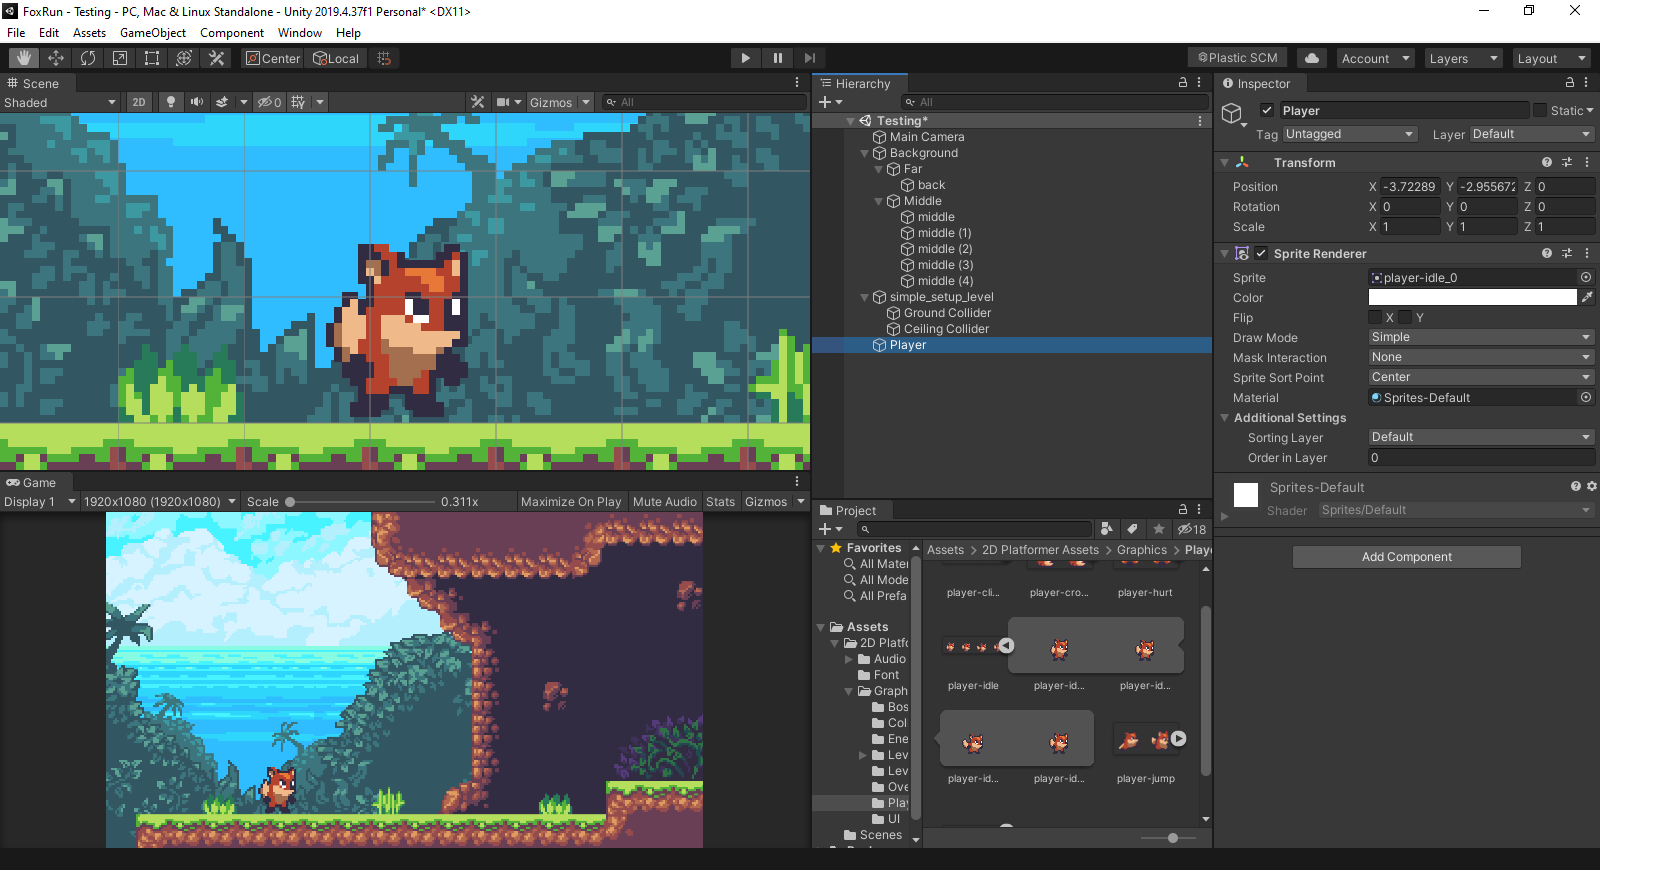 FoxRun - Testing - PC, Mac & Linux Standalone - Unity 2019.4.37f1 Personal* <DX11>
File Edit Assets GameObject Component Window Help
Center Local Plastic SCM Account Layers Layout
Scene
Shaded 2D 0 Gizmos All
Hierarchy
All
Testing*
Main Camera
Background
Far
back
Middle
middle
middle (1)
middle (2)
middle (3)
middle (4)
simple_setup_level
Ground Collider
Ceiling Collider
Player
Inspector
Player Static
Tag Untagged Layer Default
Transform
Position X -3.72289 Y -2.955672 Z 0
Rotation X 0 Y 0 Z 0
Scale X 1 Y 1 Z 1
Sprite Renderer
Sprite player-idle_0
Color
Flip X Y
Draw Mode Simple
Mask Interaction None
Sprite Sort Point Center
Material Sprites-Default
Additional Settings
Sorting Layer Default
Order in Layer 0
Sprites-Default
Shader Sprites/Default
Add Component
Game
Display 1 1920x1080 (1920x1080) Scale 0.311x Maximize On Play Mute Audio Stats Gizmos
Project
18
Favorites
All Mater
All Mode
All Prefa
Assets
2D Platfo
Audio
Font
Graph
Bos
Col
Ene
Lev
Lev
Ove
Play
UI
Scenes
Assets > 2D Platformer Assets > Graphics > Playe
player-cli... player-cro... player-hurt
player-idle player-id... player-id...
player-id... player-id... player-jump